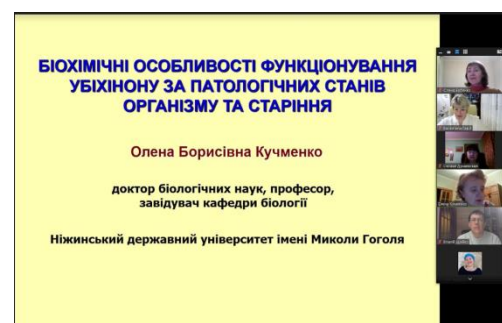 БІОХІМІЧНІ ОСОБЛИВОСТІ ФУНКЦІОНУВАННЯ
УБІХІНОНУ ЗА ПАТОЛОГІЧНИХ СТАНІВ
ОРГАНІЗМУ ТА СТАРІННЯ
Олена Борисівна Кучменко
доктор біологічних наук, професор,
завідувач кафедри біології
Ніжинський державний університет імені Миколи Гоголя